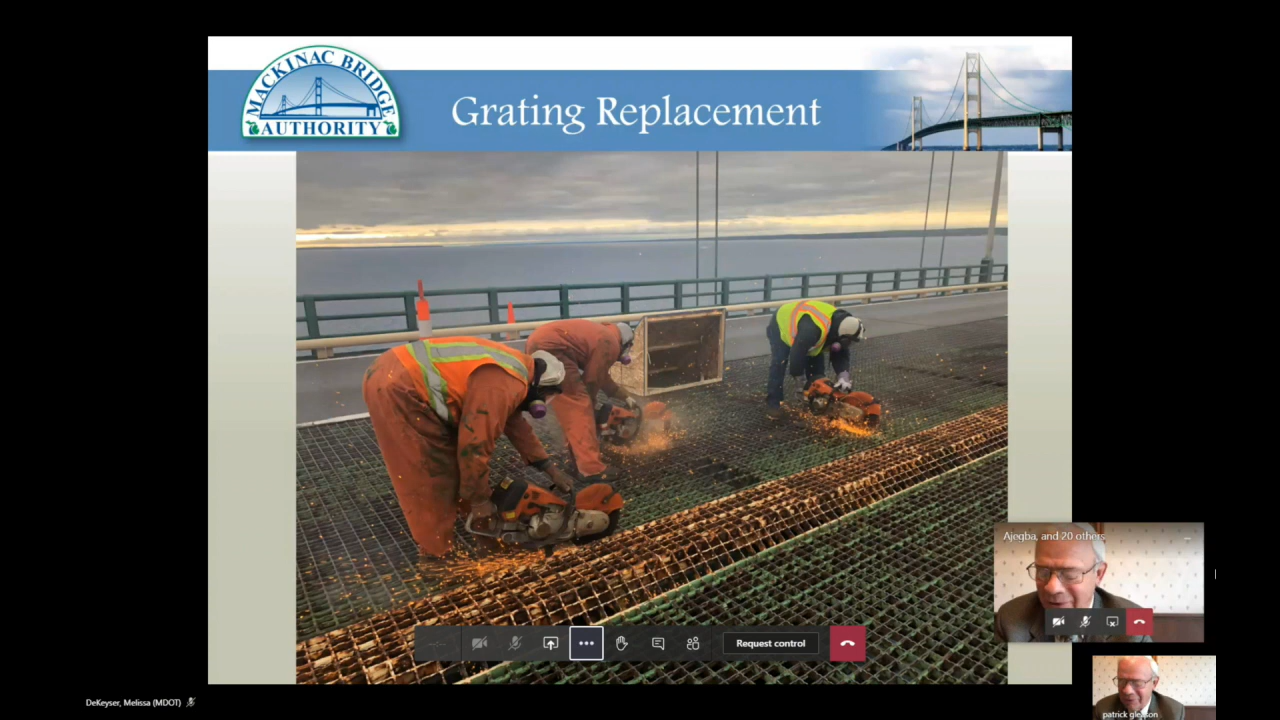 MACKINAC BRIDGE
AUTHORITY
Grating Replacement
Ajegba, and 20 others
Request control
DeKeyser, Melissa (MDOT)
patrick gleason